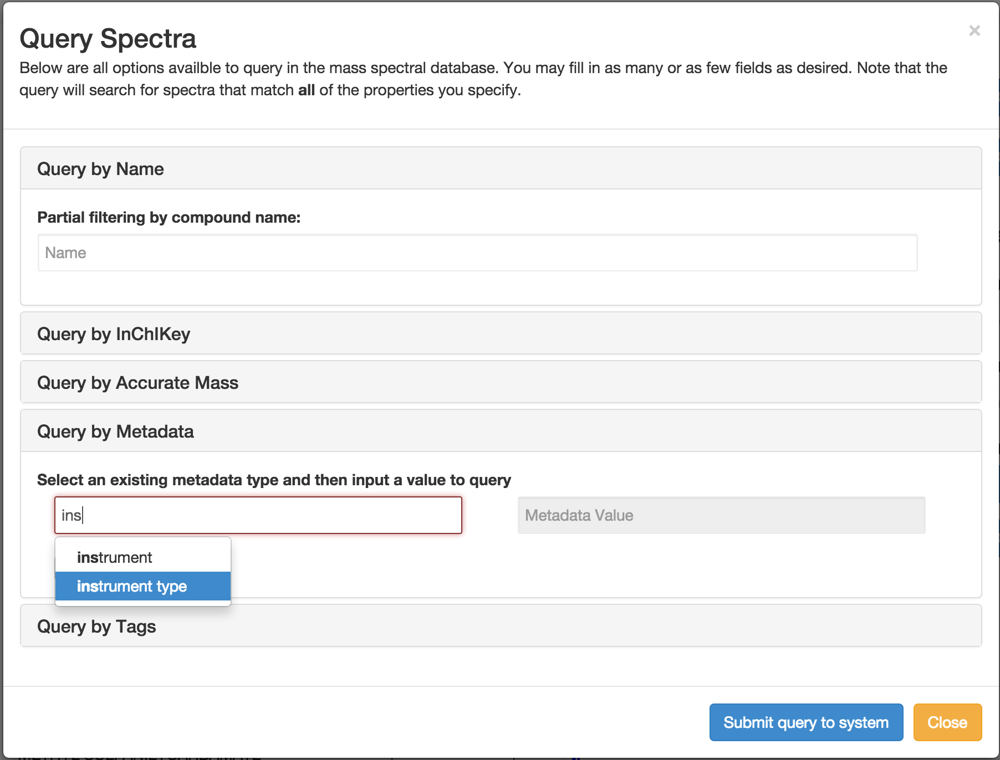 Query Spectra
×
Below are all options availble to query in the mass spectral database. You may fill in as many or as few fields as desired. Note that the
query will search for spectra that match all of the properties you specify.
Query by Name
Partial filtering by compound name:
Name
Query by InChIKey
Query by Accurate Mass
Query by Metadata
Select an existing metadata type and then input a value to query
ins
Metadata Value
instrument
instrument type
Query by Tags
Submit query to system
Close